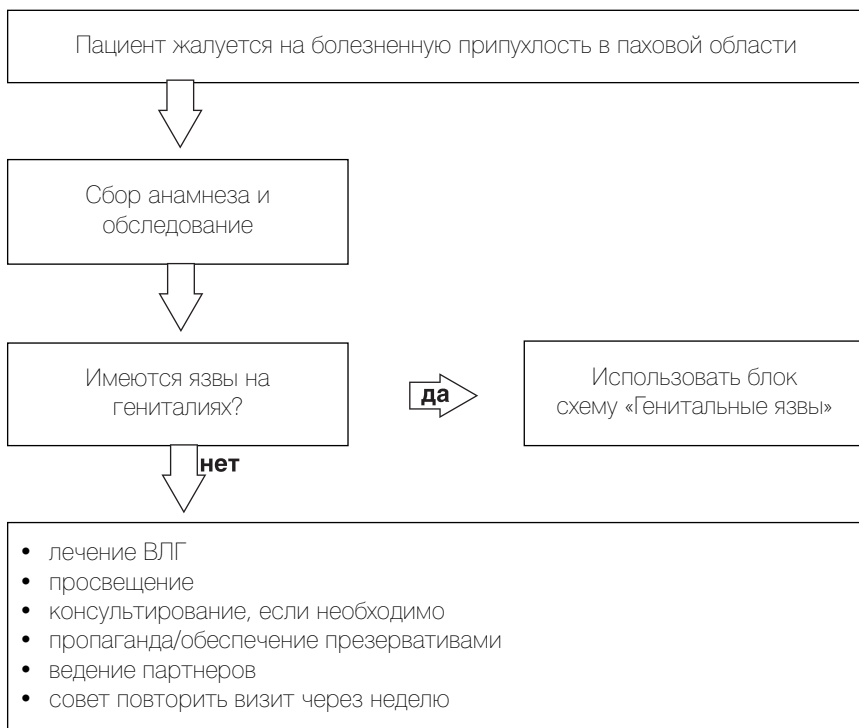 Пациент жалуется на болезненную припухлость в паховой области
Сбор анамнеза и
обследование
Имеются язвы на
гениталиях?
да
Использовать блок
схему «Генитальные язвы»
нет
• лечение ВЛГ
• просвещение
• консультирование, если необходимо
• пропаганда/обеспечение презервативами
• ведение партнеров
• совет повторить визит через неделю